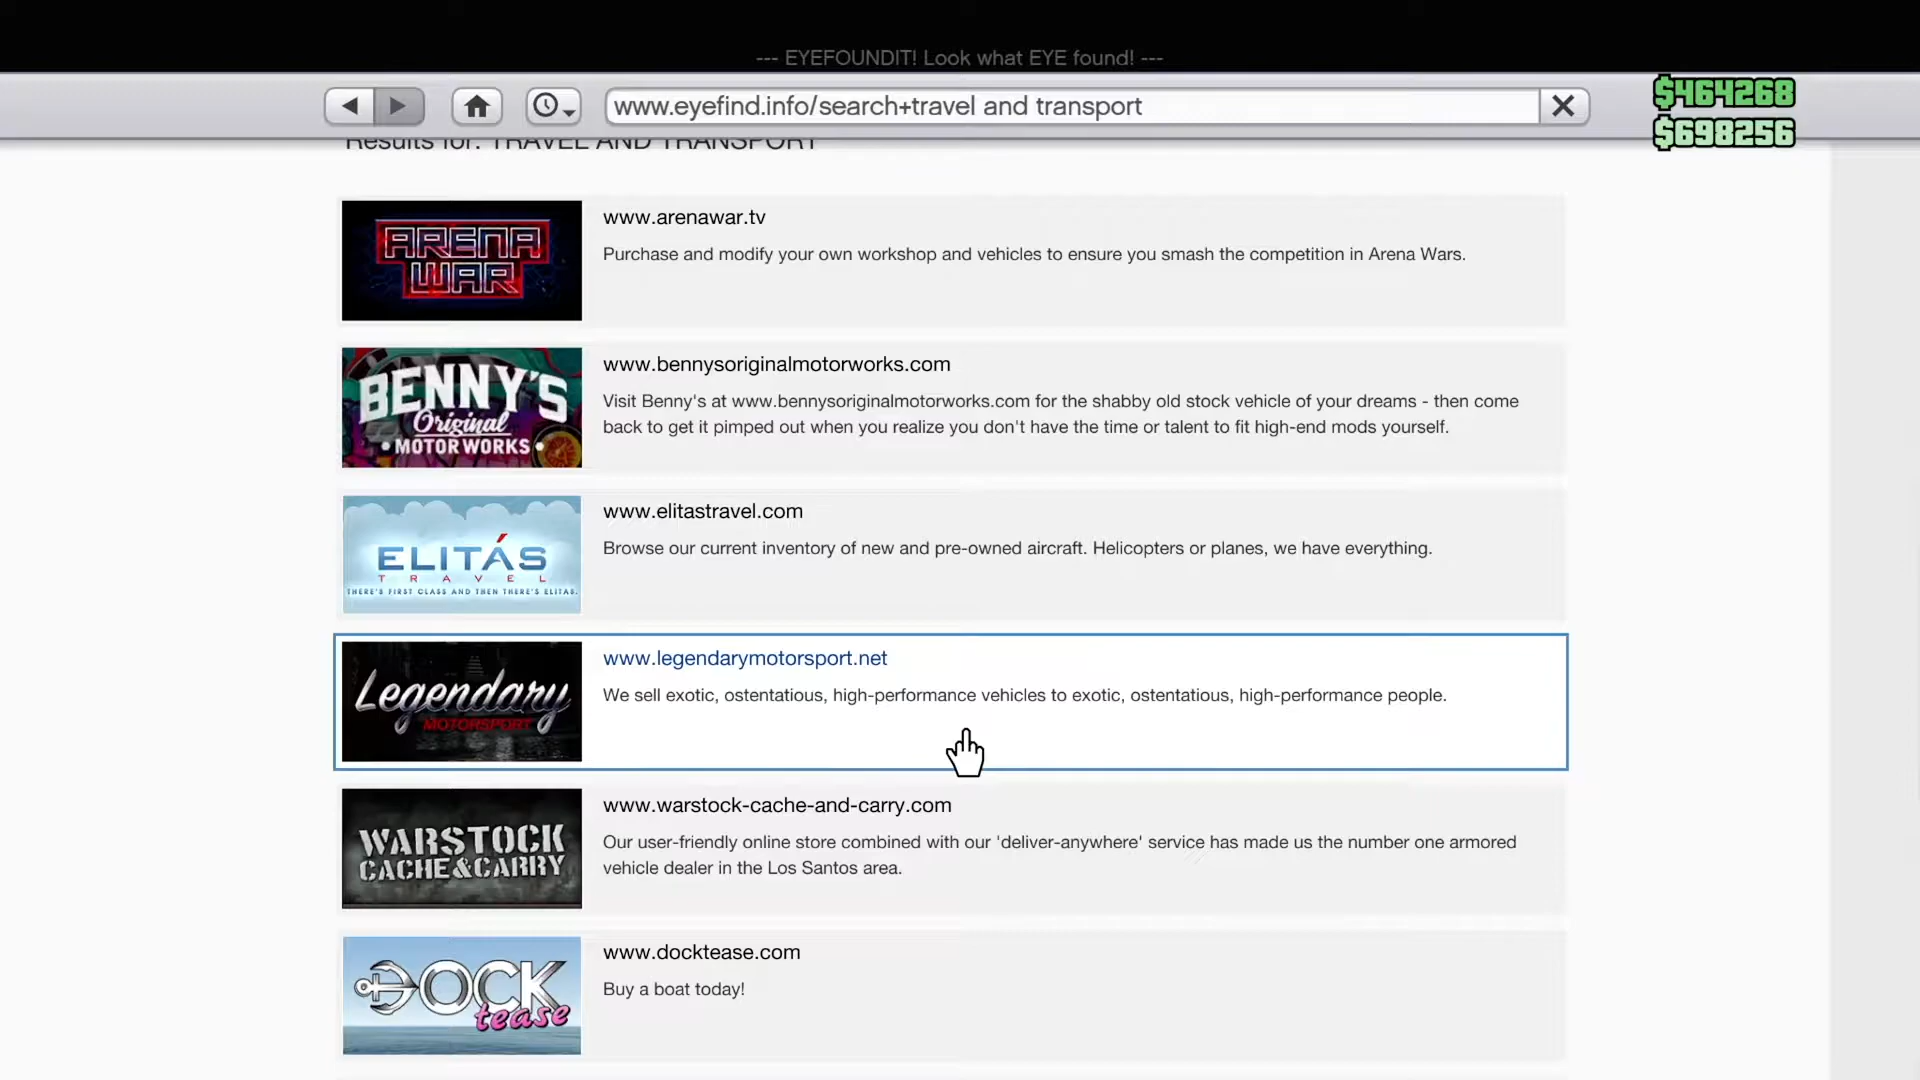 --- EYEFOUNDIT! Look what EYE found! ---
www.eyefind.info/search+travel and transport
$464268
$698256
Results for: TRAVEL AND TRANSPORT
ARENA
WAR
www.arenawar.tv
Purchase and modify your own workshop and vehicles to ensure you smash the competition in Arena Wars.
BENNY'S
Original
MOTOR WORKS
www.bennysoriginalmotorworks.com
Visit Benny's at www.bennysoriginalmotorworks.com for the shabby old stock vehicle of your dreams - then come
back to get it pimped out when you realize you don't have the time or talent to fit high-end mods yourself.
ELITÁS
TRAVEL
THERE'S FIRST CLASS AND THEN THERE'S ELITAS.
www.elitastravel.com
Browse our current inventory of new and pre-owned aircraft. Helicopters or planes, we have everything.
Legendary
MOTORSPORT
www.legendarymotorsport.net
We sell exotic, ostentatious, high-performance vehicles to exotic, ostentatious, high-performance people.
WARSTOCK
CACHE&CARRY
www.warstock-cache-and-carry.com
Our user-friendly online store combined with our 'deliver-anywhere' service has made us the number one armored
vehicle dealer in the Los Santos area.
DOCK
tease
www.docktease.com
Buy a boat today!